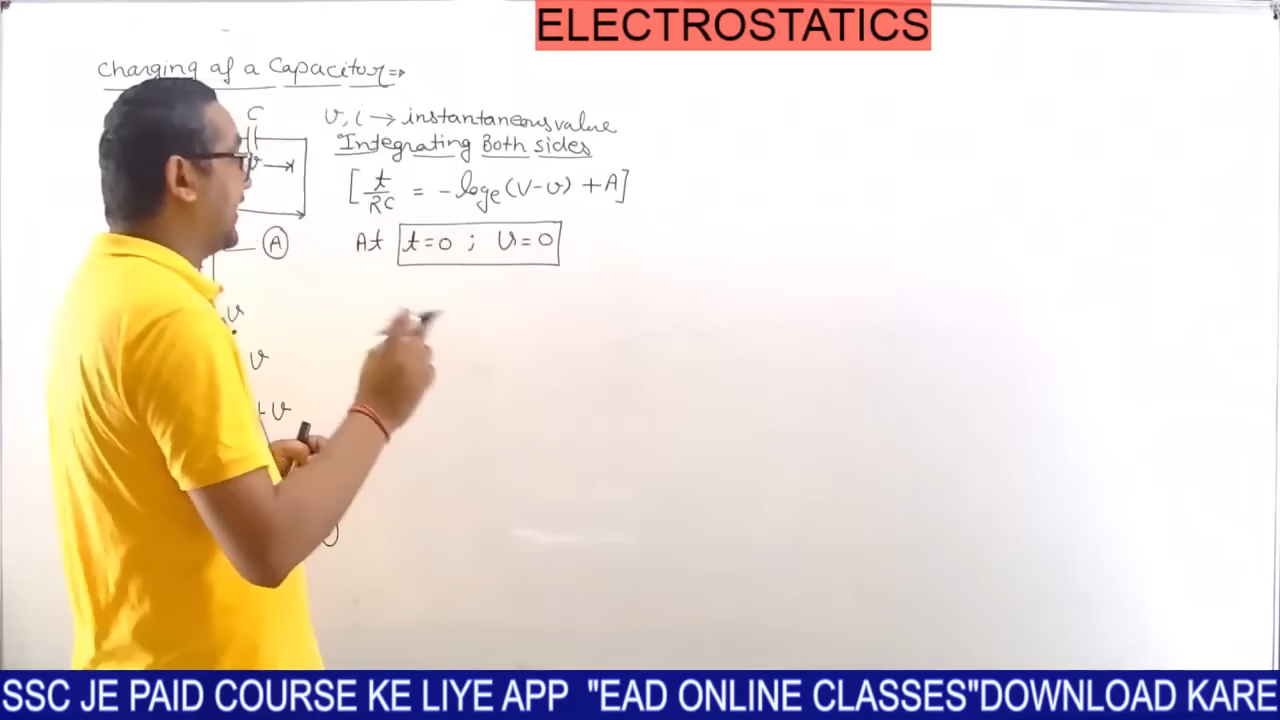 ELECTROSTATICS
Charging of a Capacitor ⇒
C
v, i → instantaneous value
Integrating Both sides
v
[t/RC = -logₑ(V-v) + A]
At t=0 ; v=0
A
v
v
+ v
SSC JE PAID COURSE KE LIYE APP "EAD ONLINE CLASSES"DOWNLOAD KARE